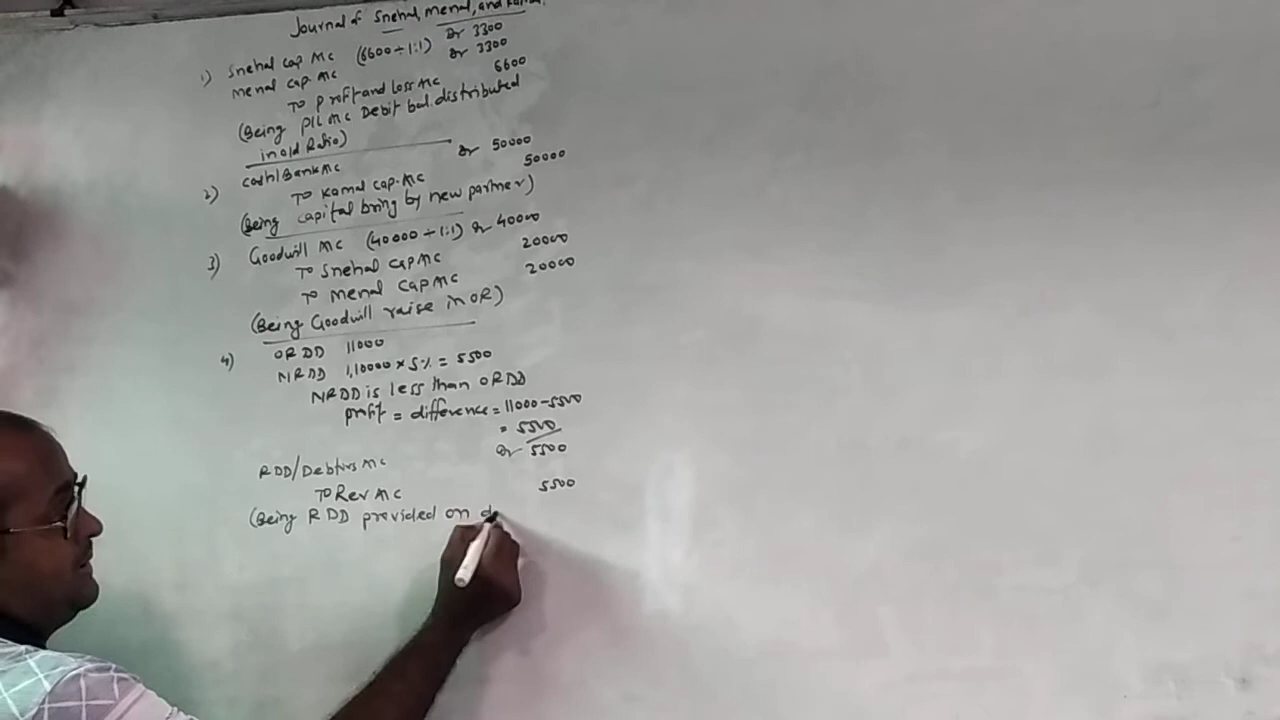 Journal of Snehal, Menal, and
1) Snehal cap A/c (6600÷1:1) Dr 3300
Menal cap. A/c Dr 3300
To profit and loss A/c 6600
(Being P/L A/c Debit bal. distributed
in old Ratio)
2) Cash/Bank A/c Dr 50000
To Kamal cap. A/c 50000
(Being capital bring by new partner)
3) Goodwill A/c (40000÷1:1) Dr 40000
To Snehal cap A/c 20000
To Menal cap A/c 20000
(Being Goodwill raise in OR)
4) ORDD 11000
NRDD 1,10000 × 5% = 5500
NRDD is less than ORDD
profit = difference = 11000-5500
= 5500
RDD/Debtors A/c Dr 5500
To Rev A/c 5500
(Being RDD provided on d